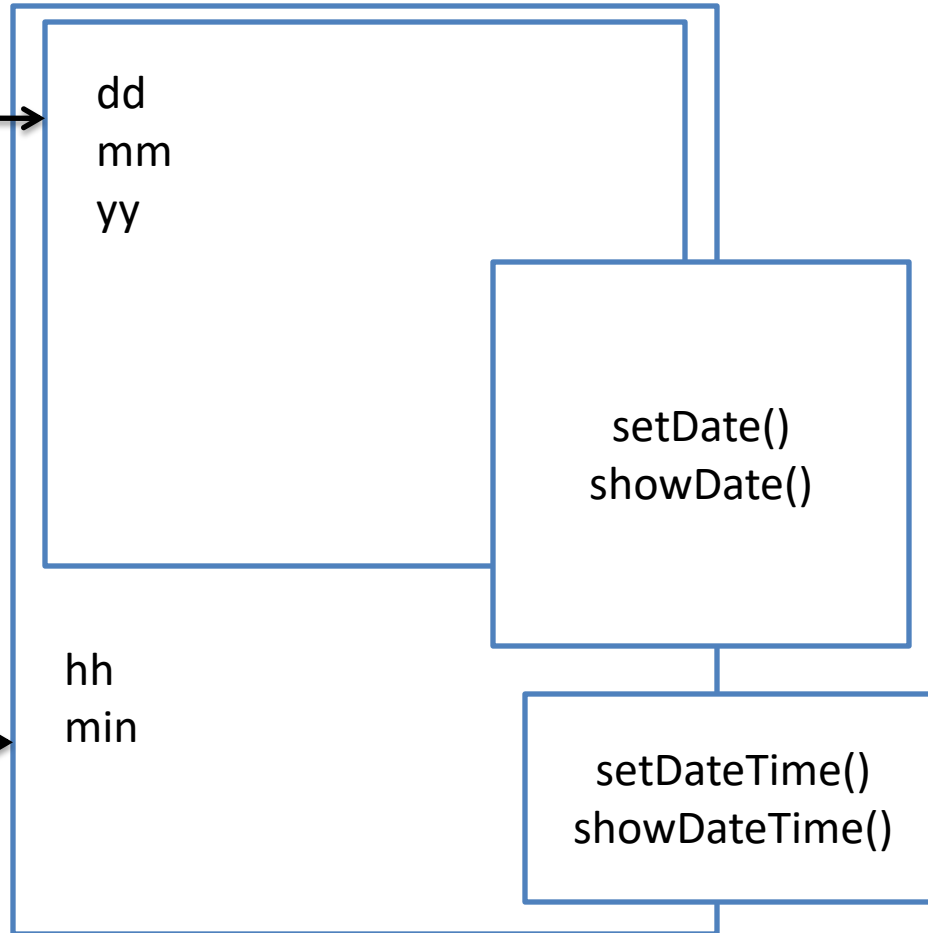 dd
mm
yy
setDate()
showDate()
hh
min
setDateTime()
showDateTime()